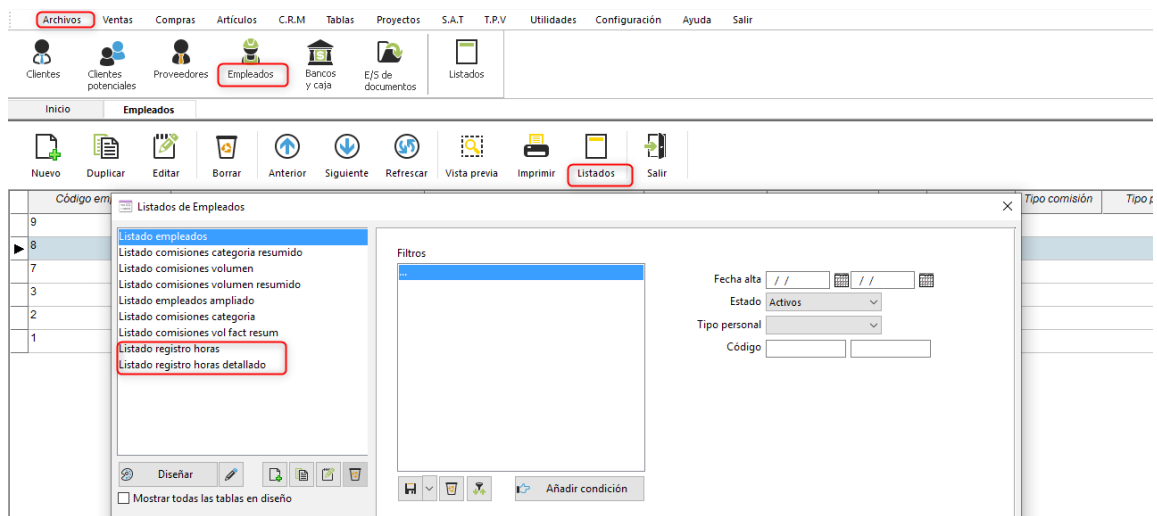 Archivos Ventas Compras Artículos C.R.M Tablas Proyectos S.A.T T.P.V Utilidades Configuración Ayuda Salir
Clientes Clientes potenciales Proveedores Empleados Bancos y caja E/S de documentos Listados
Inicio Empleados
Nuevo Duplicar Editar Borrar Anterior Siguiente Refrescar Vista previa Imprimir Listados Salir
Código Tipo comisión Tipo
9
8
7
3
2
1
Listados de Empleados
Listado empleados
Listado comisiones categoria resumido
Listado comisiones volumen
Listado comisiones volumen resumido
Listado empleados ampliado
Listado comisiones categoria
Listado comisiones vol fact resum
Listado registro horas
Listado registro horas detallado
Diseñar
Mostrar todas las tablas en diseño
Filtros
...
Añadir condición
Fecha alta / / / /
Estado Activos
Tipo personal
Código